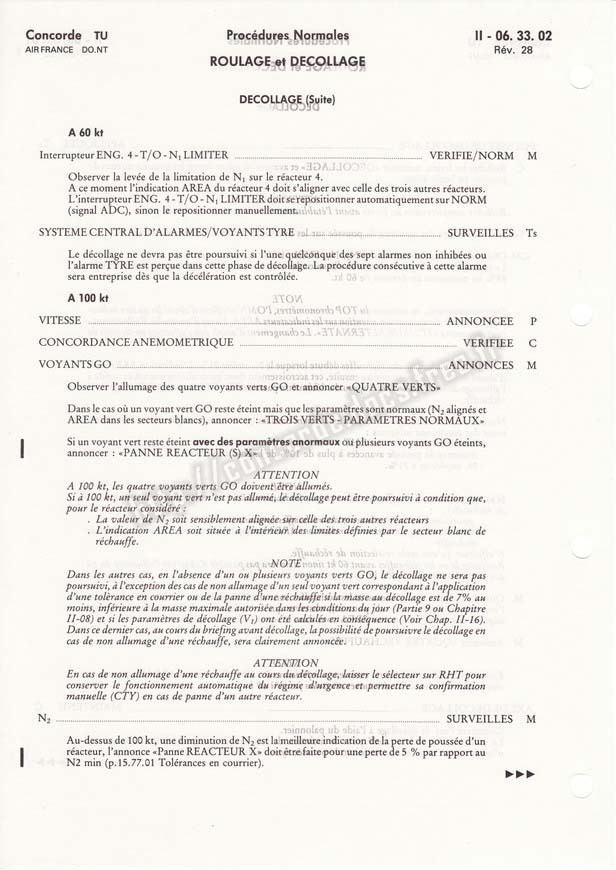 Concorde TU Procédures Normales II - 06. 33. 02
AIR FRANCE DO.NT Rév. 28
ROULAGE et DECOLLAGE
DECOLLAGE (Suite)
A 60 kt
Interrupteur ENG. 4 - T/O - N1 LIMITER ........ VERIFIE/NORM M
Observer la levée de la limitation de N1 sur le réacteur 4.
A ce moment l'indication AREA du réacteur 4 doit s'aligner avec celle des trois autres réacteurs.
L'interrupteur ENG. 4 - T/O - N1 LIMITER doit se repositionner automatiquement sur NORM
(signal ADC), sinon le repositionner manuellement.
SYSTEME CENTRAL D'ALARMES/VOYANTS TYRE ........ SURVEILLES Ts
Le décollage ne devra pas être poursuivi si l'une quelconque des sept alarmes non inhibées ou
l'alarme TYRE est perçue dans cette phase de décollage. La procédure consécutive à cette alarme
sera entreprise dès que la décélération est contrôlée.
A 100 kt
VITESSE ........ ANNONCEE P
CONCORDANCE ANEMOMETRIQUE ........ VERIFIEE C
VOYANTS GO ........ ANNONCES M
Observer l'allumage des quatre voyants verts GO et annoncer «QUATRE VERTS»
Dans le cas où un voyant vert GO reste éteint mais que les paramètres sont normaux (N2 alignés et
AREA dans les secteurs blancs), annoncer : «TROIS VERTS - PARAMETRES NORMAUX»
Si un voyant vert reste éteint avec des paramètres anormaux ou plusieurs voyants GO éteints,
annoncer : «PANNE REACTEUR (S) X»
ATTENTION
A 100 kt, les quatre voyants verts GO doivent être allumés.
Si à 100 kt, un seul voyant vert n'est pas allumé, le décollage peut être poursuivi à condition que,
pour le réacteur considéré :
. La valeur de N2 soit sensiblement alignée sur celle des trois autres réacteurs
. L'indication AREA soit située à l'intérieur des limites définies par le secteur blanc de
réchauffe.
NOTE
Dans les autres cas, en l'absence d'un ou plusieurs voyants verts GO, le décollage ne sera pas
poursuivi, à l'exception des cas de non allumage d'un seul voyant vert correspondant à l'application
d'une tolérance en courrier ou de la panne d'une réchauffe si la masse au décollage est de 7% au
moins, inférieure à la masse maximale autorisée dans les conditions du jour (Partie 9 ou Chapitre
II-08) et si les paramètres de décollage (V1) ont été calculés en conséquence (Voir Chap. II-16).
Dans ce dernier cas, au cours du briefing avant décollage, la possibilité de poursuivre le décollage en
cas de non allumage d'une réchauffe, sera clairement annoncée.
ATTENTION
En cas de non allumage d'une réchauffe au cours du décollage, laisser le sélecteur sur RHT pour
conserver le fonctionnement automatique du régime d'urgence et permettre sa confirmation
manuelle (CTY) en cas de panne d'un autre réacteur.
N2 ........ SURVEILLES M
Au-dessus de 100 kt, une diminution de N2 est la meilleure indication de la perte de poussée d'un
réacteur, l'annonce «Panne REACTEUR X» doit être faite pour une perte de 5 % par rapport au
N2 min (p.15.77.01 Tolérances en courrier).